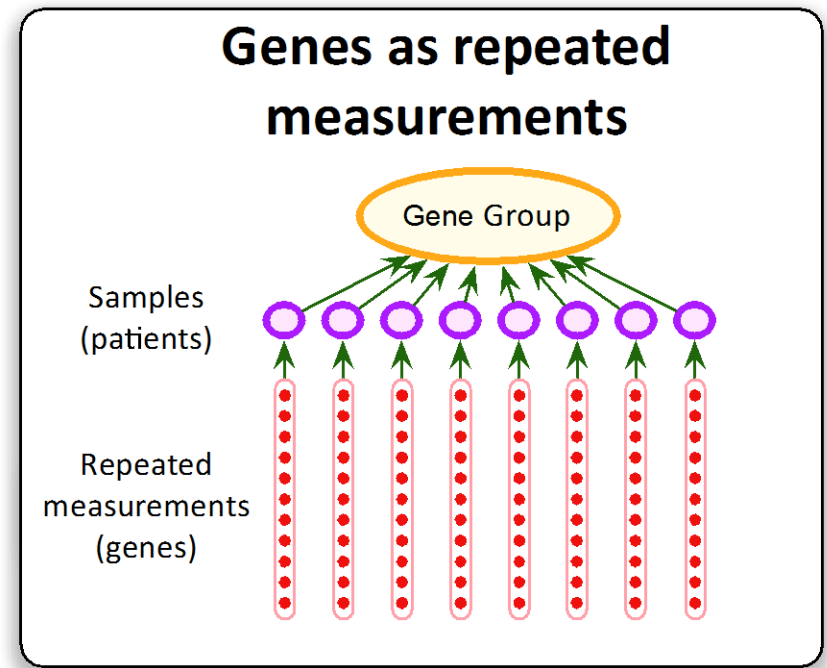 Genes as repeated
measurements
Gene Group
Samples
(patients)
Repeated
measurements
(genes)